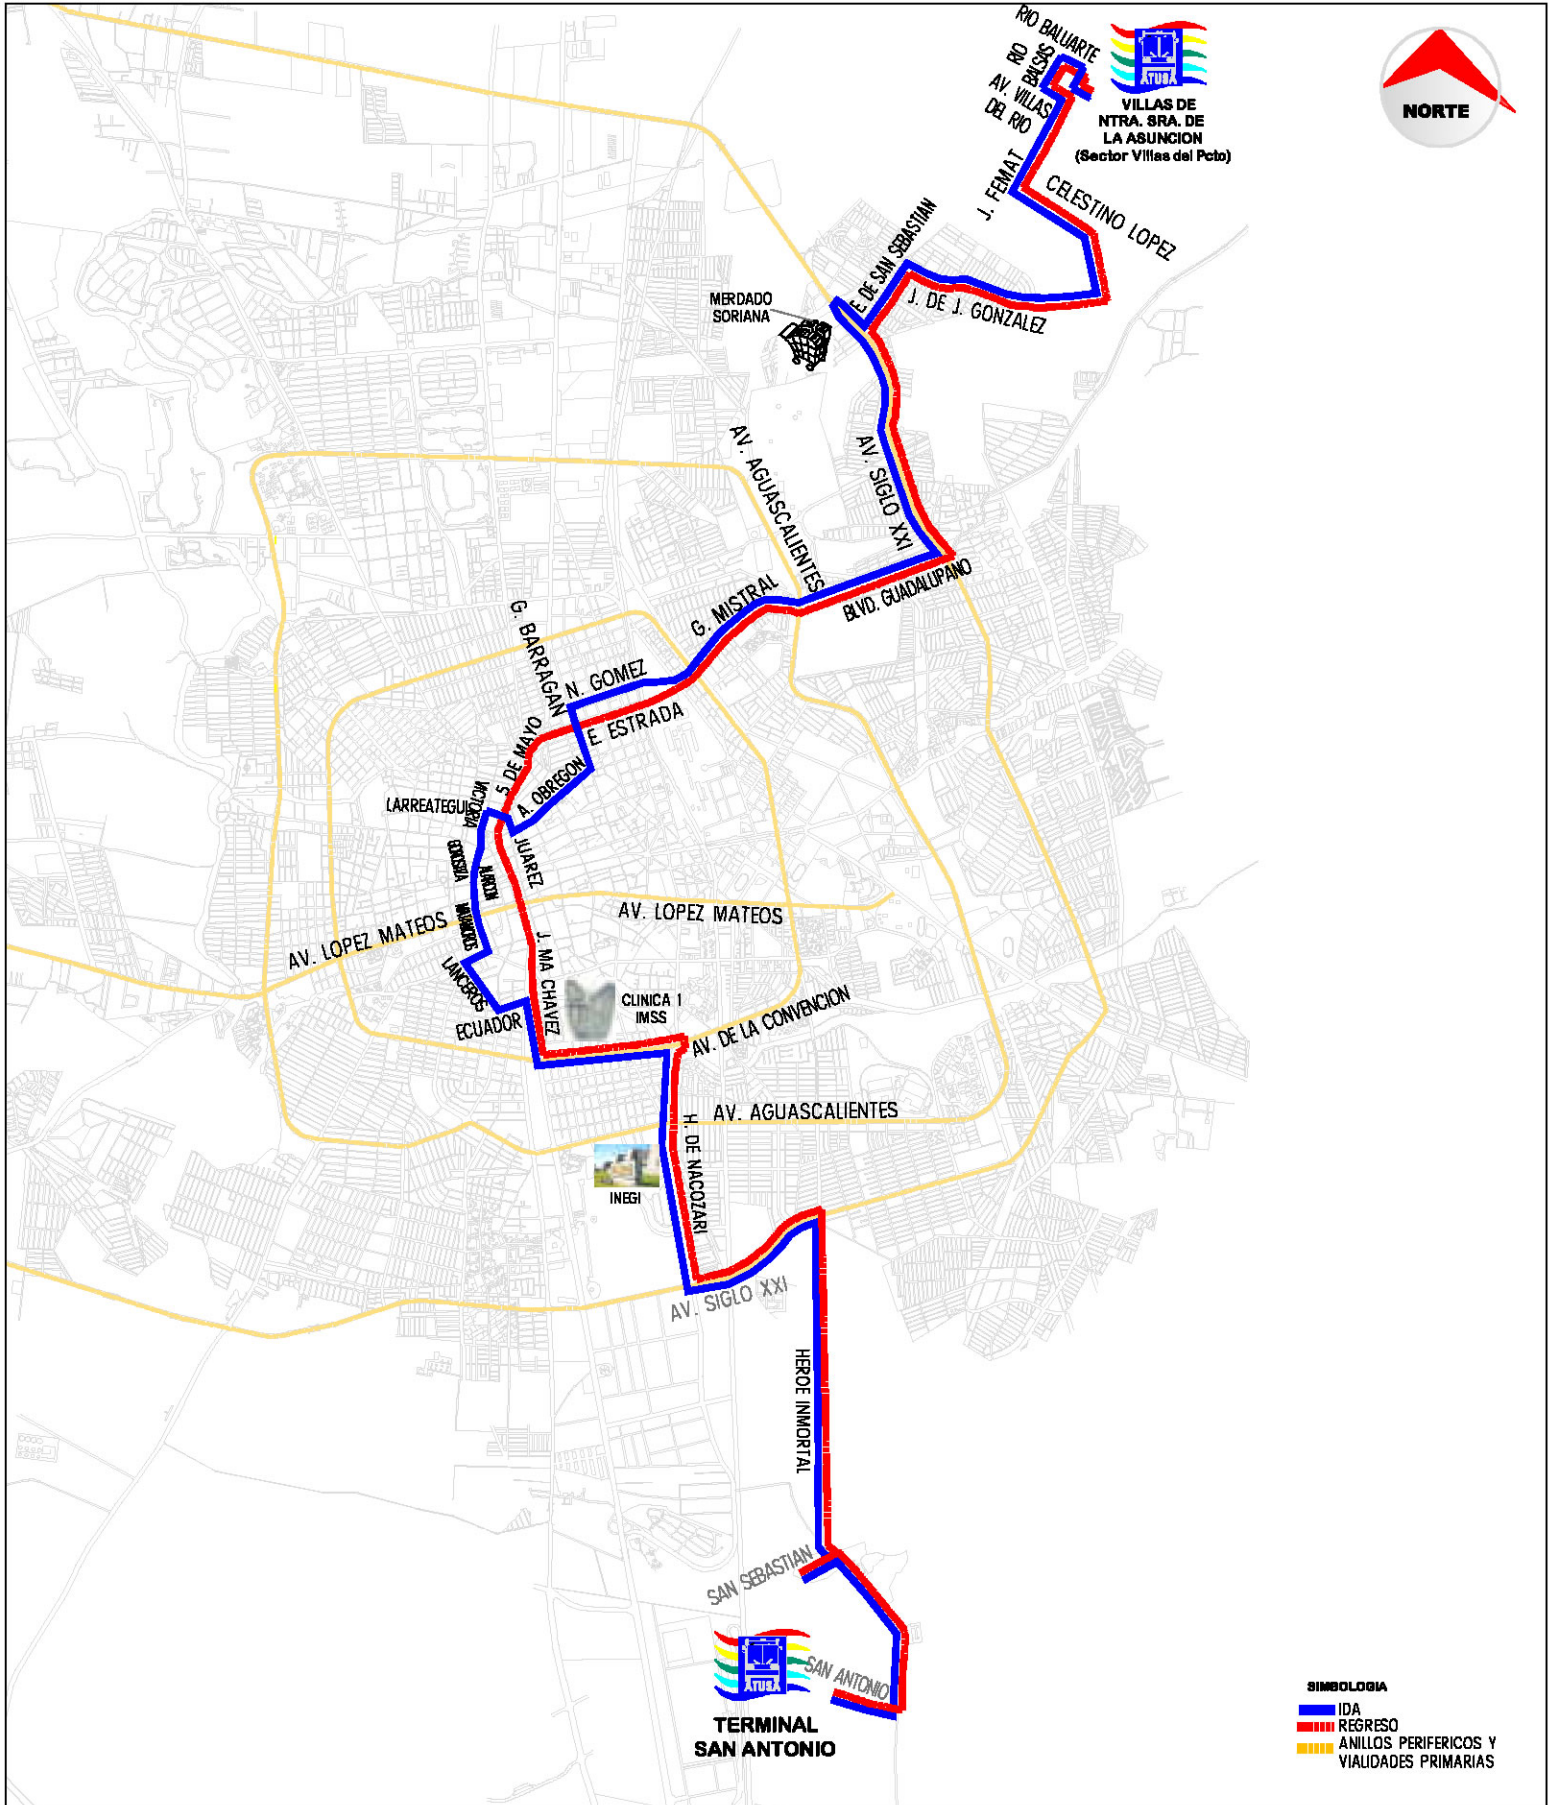 RIO BALUARTE
RIO
BALSAS
AV. VILLAS
DEL RIO
ATUSA
VILLAS DE
NTRA. SRA. DE
LA ASUNCION
(Sector Villas del Pcto)
NORTE
J. FEMAT
CELESTINO LOPEZ
E. DE SAN SEBASTIAN
J. DE J. GONZALEZ
MERDADO
SORIANA
AV. SIGLO XXI
AV. AGUASCALIENTES
BLVD. GUADALUPANO
G. MISTRAL
G. BARRAGAN
N. GOMEZ
E. ESTRADA
5 DE MAYO
A. OBREGON
VICTORIA
LARREATEGUI
JUAREZ
GOROSTIZA
ALARCON
MATAMOROS
AV. LOPEZ MATEOS
AV. LOPEZ MATEOS
LANCEROS
J. MA CHAVEZ
ECUADOR
CLINICA 1
IMSS
AV. DE LA CONVENCION
AV. AGUASCALIENTES
H. DE NACOZARI
INEGI
AV. SIGLO XXI
HEROE INMORTAL
SAN SEBASTIAN
SAN ANTONIO
ATUSA
TERMINAL
SAN ANTONIO
SIMBOLOGIA
IDA
REGRESO
ANILLOS PERIFERICOS Y
VIALIDADES PRIMARIAS